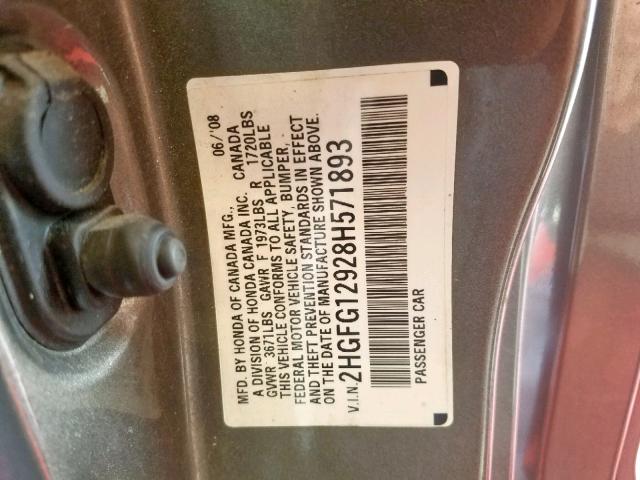 MFD. BY HONDA OF CANADA MFG., 06/'08
A DIVISION OF HONDA CANADA INC. CANADA
GVWR 3671LBS GAWR F 1973LBS R 1720LBS
THIS VEHICLE CONFORMS TO ALL APPLICABLE
FEDERAL MOTOR VEHICLE SAFETY, BUMPER,
AND THEFT PREVENTION STANDARDS IN EFFECT
ON THE DATE OF MANUFACTURE SHOWN ABOVE.
V.I.N. 2HGFG12928H571893
PASSENGER CAR